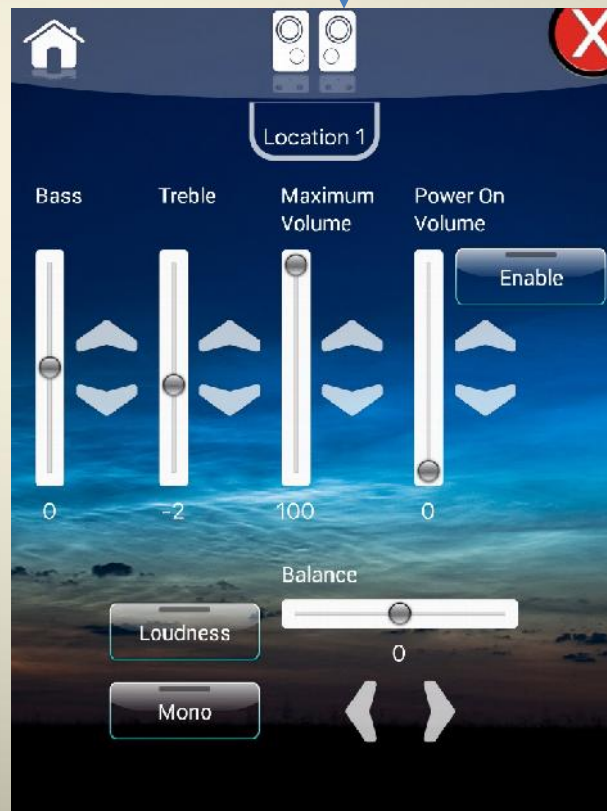 Location 1
Bass
Treble
Maximum
Volume
Power On
Volume
Enable
0
-2
100
0
Balance
Loudness
0
Mono